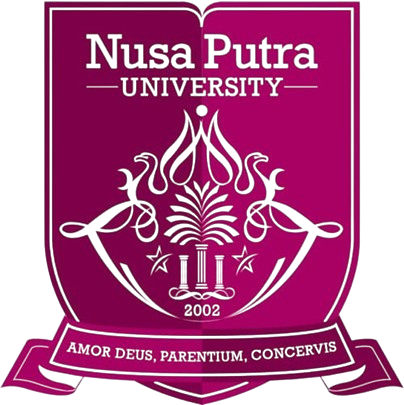 Nusa Putra
UNIVERSITY
2002
AMOR DEUS, PARENTIUM, CONCERVIS